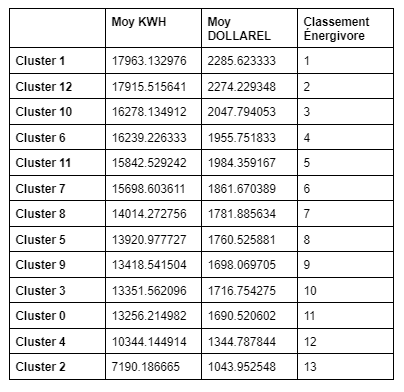 Moy KWH Moy DOLLAREL Classement Énergivore
Cluster 1 17963.132976 2285.623333 1
Cluster 12 17915.515641 2274.229348 2
Cluster 10 16278.134912 2047.794053 3
Cluster 6 16239.226333 1955.751833 4
Cluster 11 15842.529242 1984.359167 5
Cluster 7 15698.603611 1861.670389 6
Cluster 8 14014.272756 1781.885634 7
Cluster 5 13920.977727 1760.525881 8
Cluster 9 13418.541504 1698.069705 9
Cluster 3 13351.562096 1716.754275 10
Cluster 0 13256.214982 1690.520602 11
Cluster 4 10344.144914 1344.787844 12
Cluster 2 7190.186665 1043.952548 13